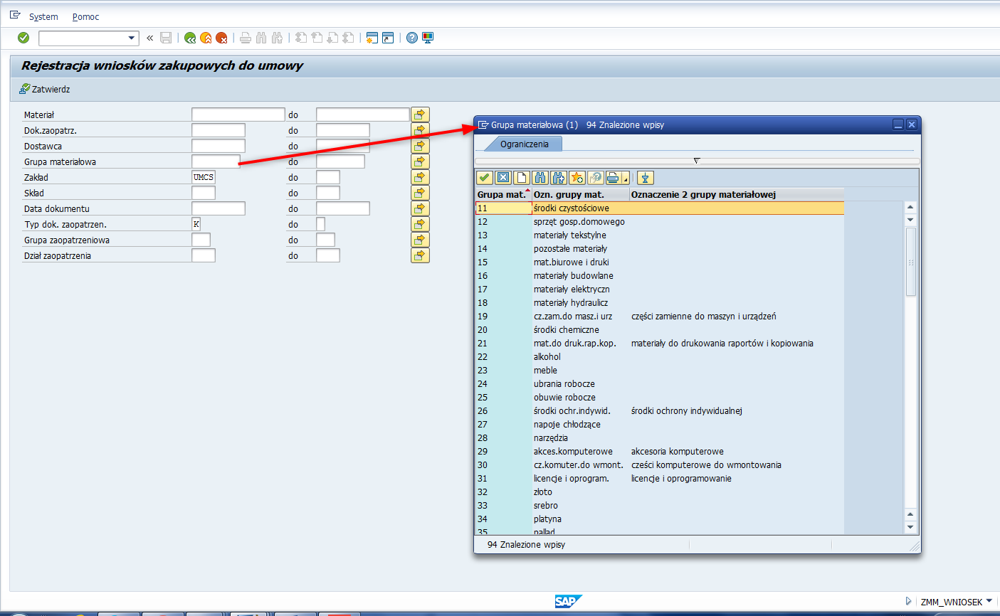 System Pomoc
Rejestracja wniosków zakupowych do umowy
Zatwierdz
Materiał do
Dok.zaopatrz. do
Dostawca do
Grupa materiałowa do
Zakład UMCS do
Skład do
Data dokumentu do
Typ dok. zaopatrzen. K do
Grupa zaopatrzeniowa do
Dział zaopatrzenia do
Grupa materiałowa (1) 94 Znalezione wpisy
Ograniczenia
Grupa mat. Ozn. grupy mat. Oznaczenie 2 grupy materiałowej
11 środki czystościowe
12 sprzęt gosp.domowego
13 materiały tekstylne
14 pozostałe materiały
15 mat.biurowe i druki
16 materiały budowlane
17 materiały elektryczn
18 materiały hydraulicz
19 cz.zam.do masz.i urz części zamienne do maszyn i urządzeń
20 środki chemiczne
21 mat.do druk.rap.kop. materiały do drukowania raportów i kopiowania
22 alkohol
23 meble
24 ubrania robocze
25 obuwie robocze
26 środki ochr.indywid. środki ochrony indywidualnej
27 napoje chłodzące
28 narzędzia
29 akces.komputerowe akcesoria komputerowe
30 cz.komuter.do wmont. cześci komputerowe do wmontowania
31 licencje i oprogram. licencje i oprogramowanie
32 złoto
33 srebro
34 platyna
35 pallad
94 Znalezione wpisy
SAP
ZMM_WNIOSEK